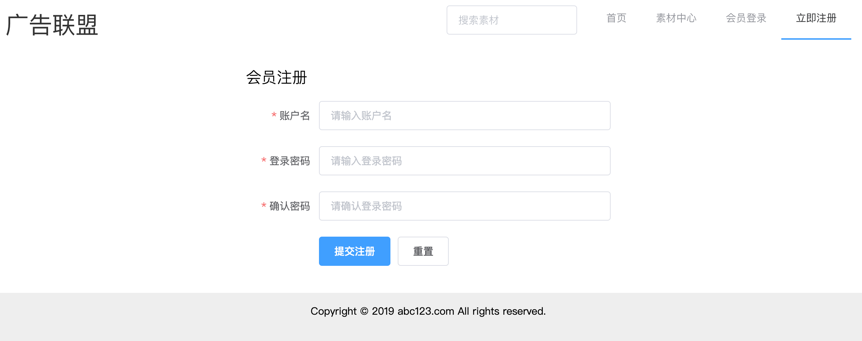 广告联盟
搜索素材
首页
素材中心
会员登录
立即注册
会员注册
* 账户名
请输入账户名
* 登录密码
请输入登录密码
* 确认密码
请确认登录密码
提交注册
重置
Copyright © 2019 abc123.com All rights reserved.